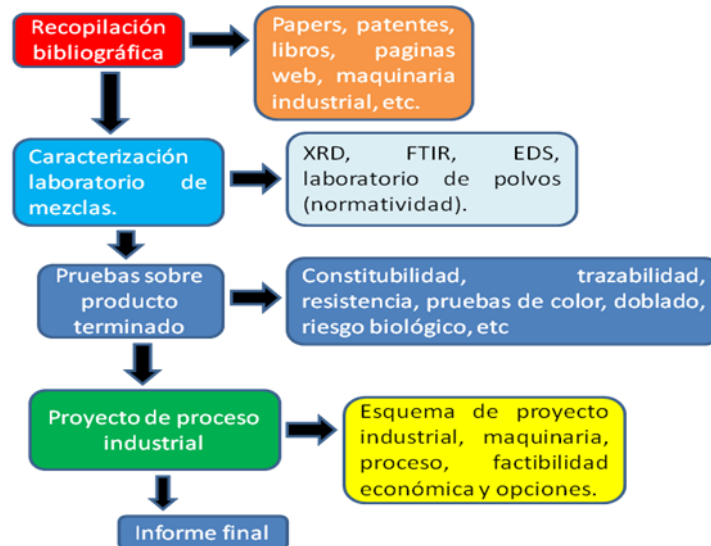 Recopilación
bibliográfica
Papers, patentes,
libros, paginas
web, maquinaria
industrial, etc.
Caracterización
laboratorio de
mezclas.
XRD, FTIR, EDS,
laboratorio de polvos
(normatividad).
Pruebas sobre
producto
terminado
Constitubilidad, trazabilidad,
resistencia, pruebas de color, doblado,
riesgo biológico, etc
Proyecto de proceso
industrial
Esquema de proyecto
industrial, maquinaria,
proceso, factibilidad
económica y opciones.
Informe final